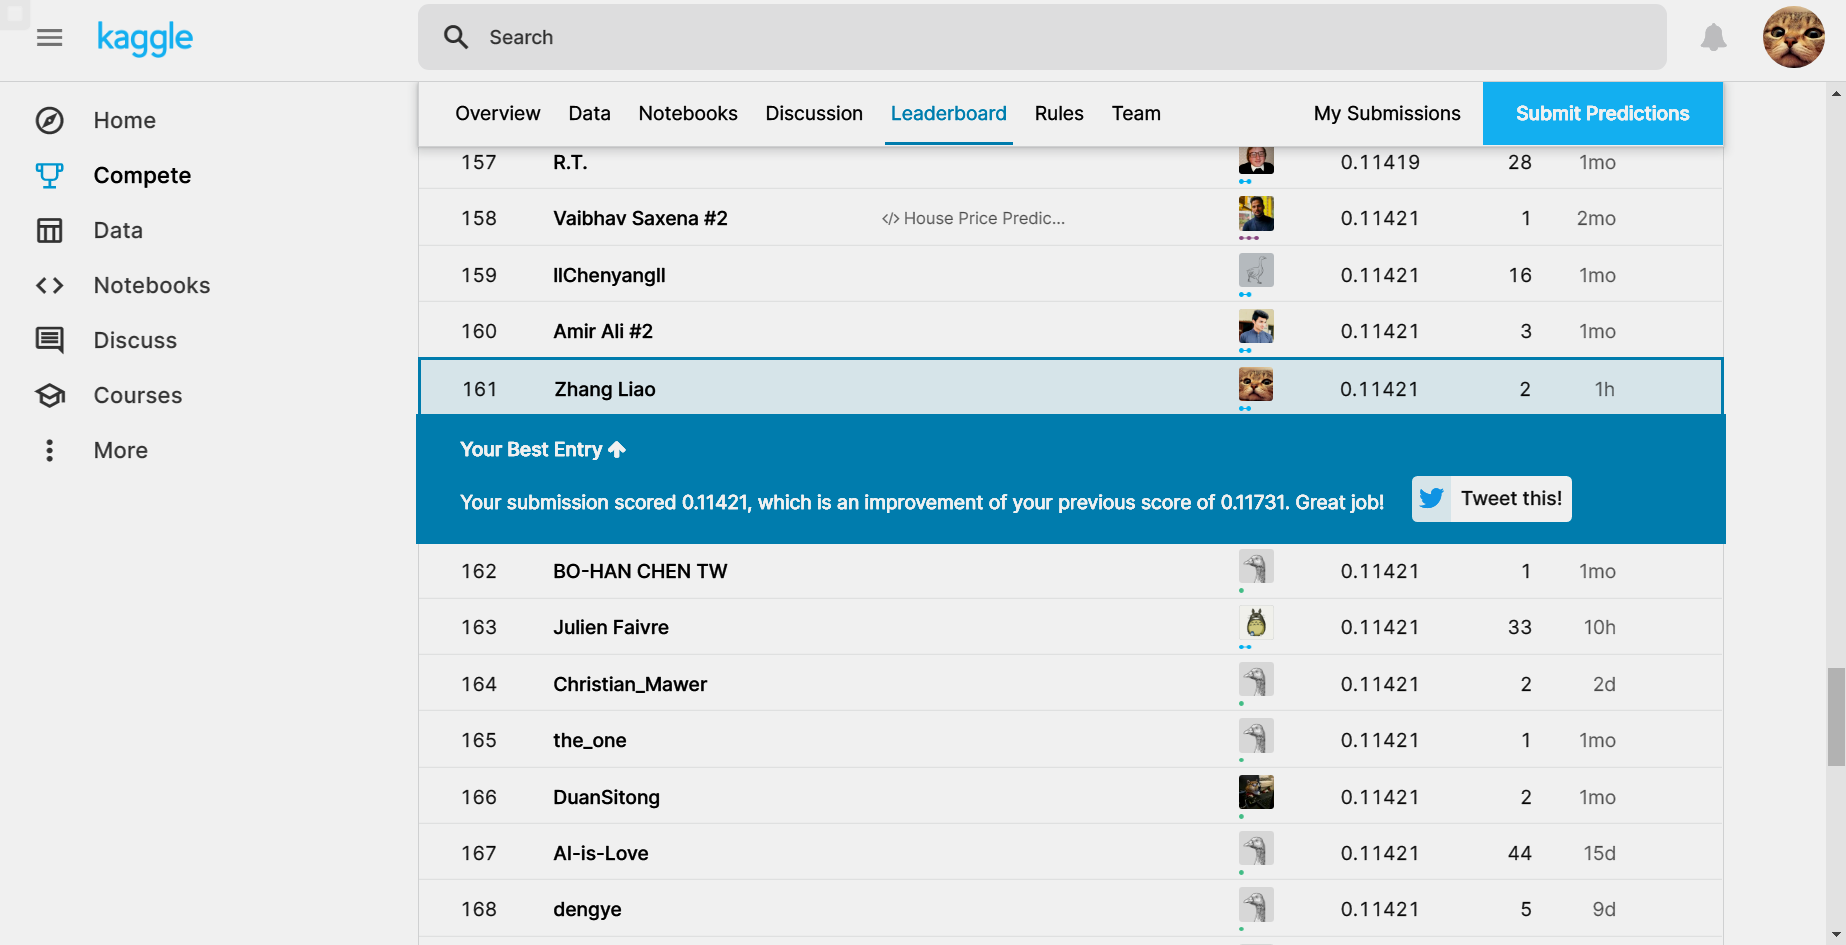 kaggle
Search
Home
Compete
Data
Notebooks
Discuss
Courses
More
Overview Data Notebooks Discussion Leaderboard Rules Team My Submissions Submit Predictions
157 R.T. 0.11419 28 1mo
158 Vaibhav Saxena #2 </> House Price Predic... 0.11421 1 2mo
159 IIChenyangII 0.11421 16 1mo
160 Amir Ali #2 0.11421 3 1mo
161 Zhang Liao 0.11421 2 1h
Your Best Entry
Your submission scored 0.11421, which is an improvement of your previous score of 0.11731. Great job! Tweet this!
162 BO-HAN CHEN TW 0.11421 1 1mo
163 Julien Faivre 0.11421 33 10h
164 Christian_Mawer 0.11421 2 2d
165 the_one 0.11421 1 1mo
166 DuanSitong 0.11421 2 1mo
167 AI-is-Love 0.11421 44 15d
168 dengye 0.11421 5 9d